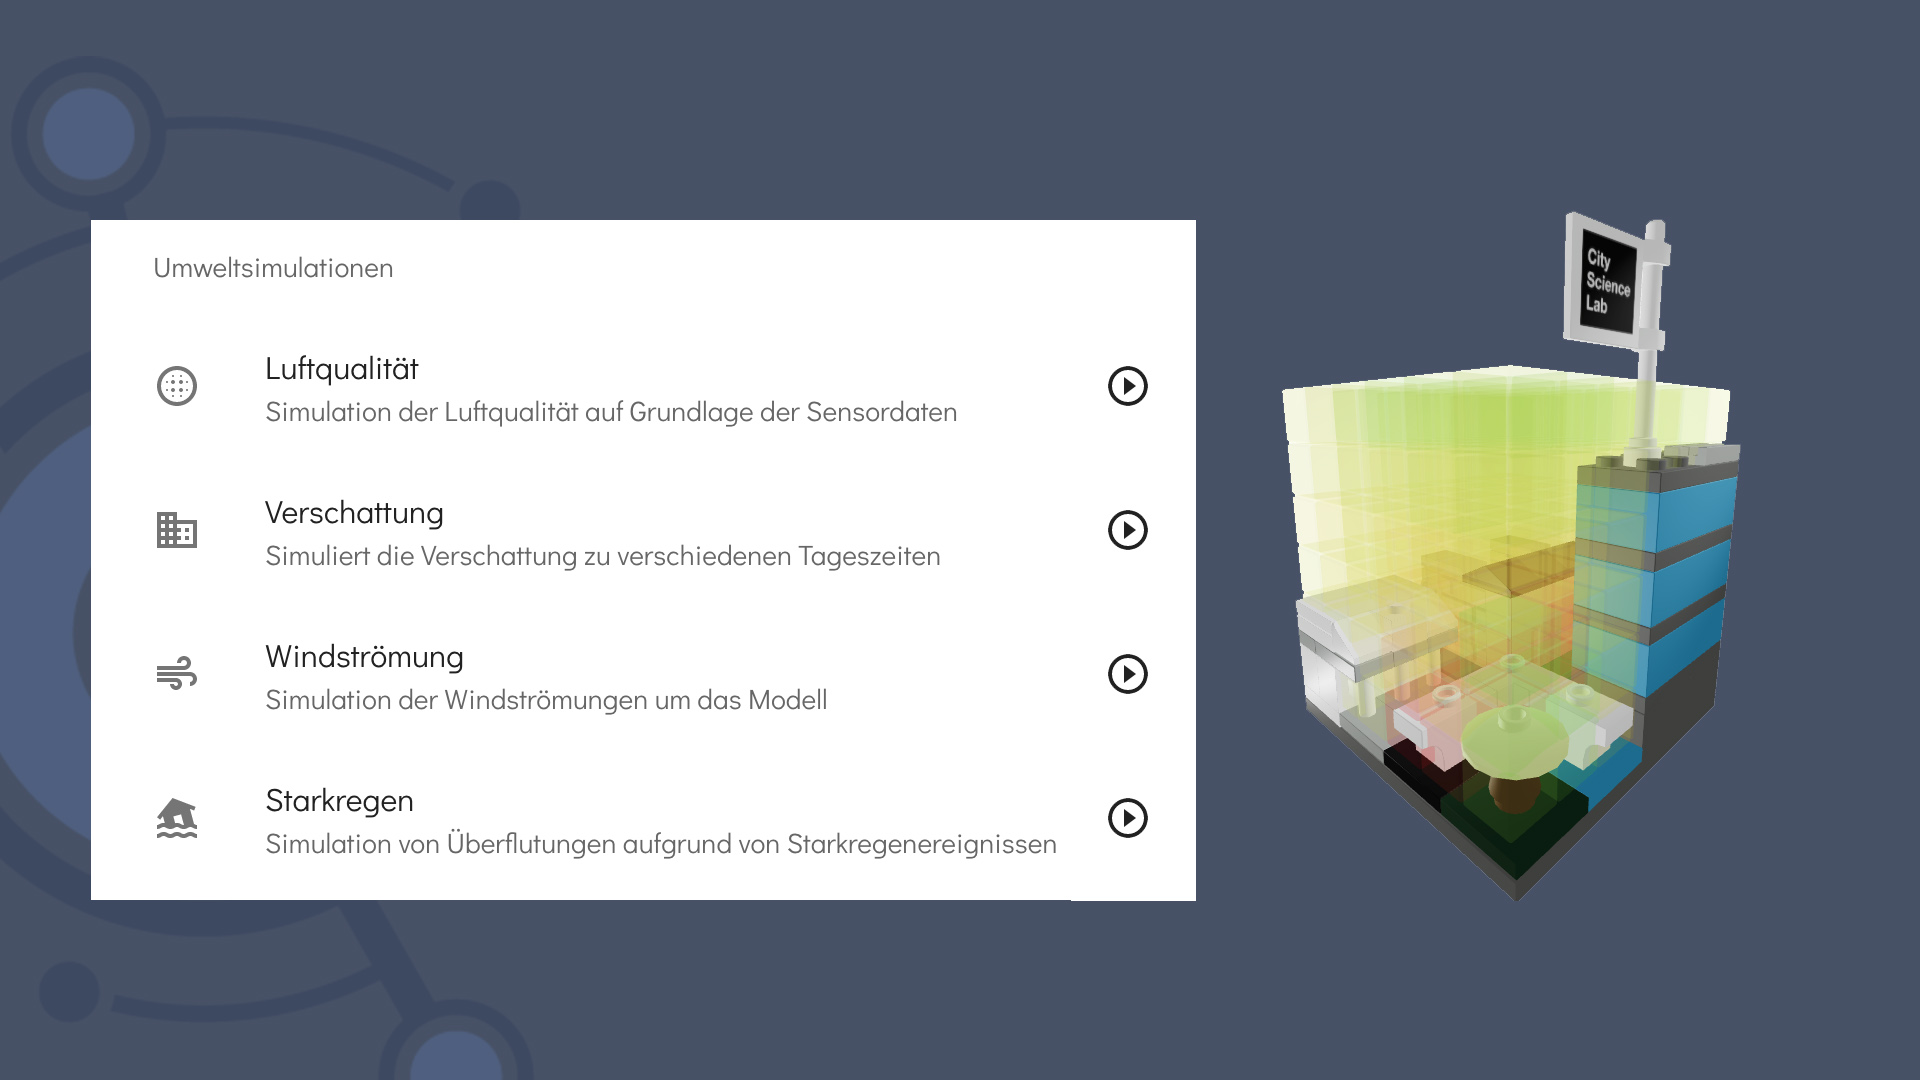 Umweltsimulationen
Luftqualität
Simulation der Luftqualität auf Grundlage der Sensordaten
Verschattung
Simuliert die Verschattung zu verschiedenen Tageszeiten
Windströmung
Simulation der Windströmungen um das Modell
Starkregen
Simulation von Überflutungen aufgrund von Starkregenereignissen
City
Science
Lab